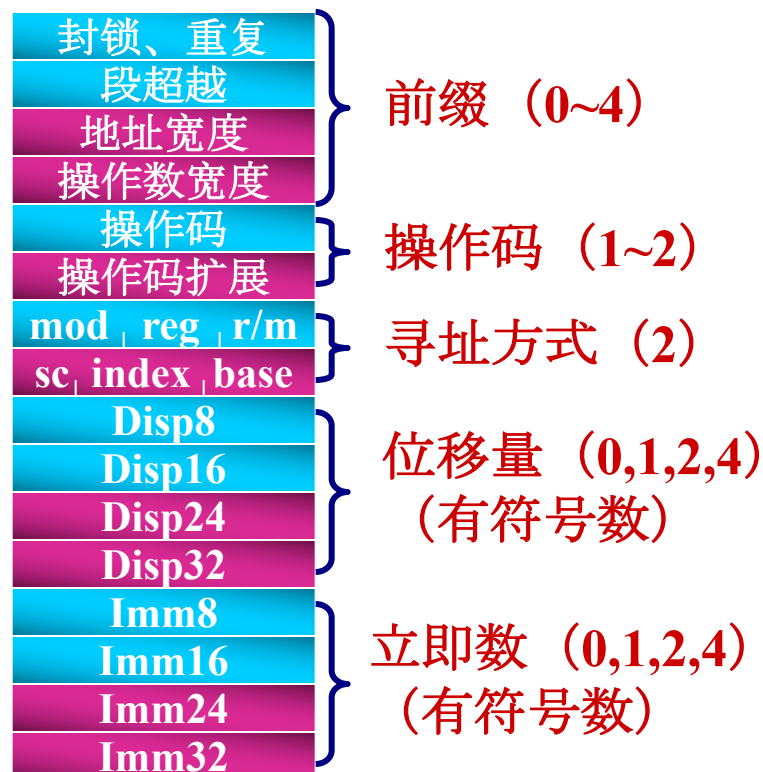 封锁、重复
段超越
地址宽度
操作数宽度
前缀（0~4）
操作码
操作码扩展
操作码（1~2）
mod reg r/m
sc index base
寻址方式（2）
Disp8
Disp16
Disp24
Disp32
位移量（0,1,2,4）
（有符号数）
Imm8
Imm16
Imm24
Imm32
立即数（0,1,2,4）
（有符号数）